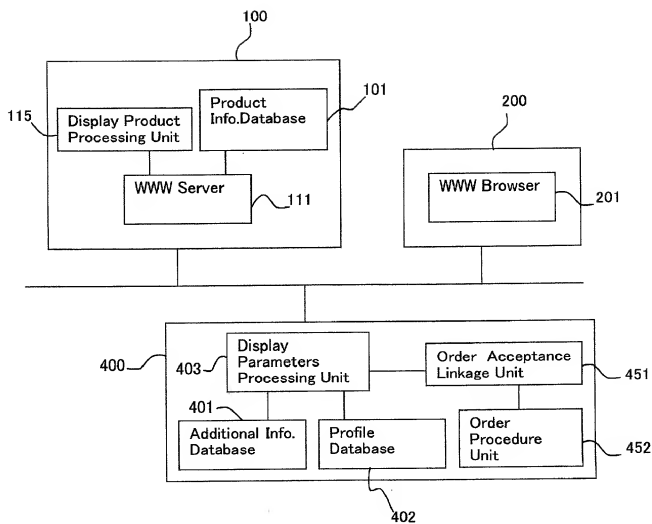 100
115
Display Product
Processing Unit
Product
Info.Database
101
WWW Server
111
200
WWW Browser
201
400
403
Display
Parameters
Processing Unit
Order Acceptance
Linkage Unit
451
401
Additional Info.
Database
Profile
Database
402
Order
Procedure
Unit
452